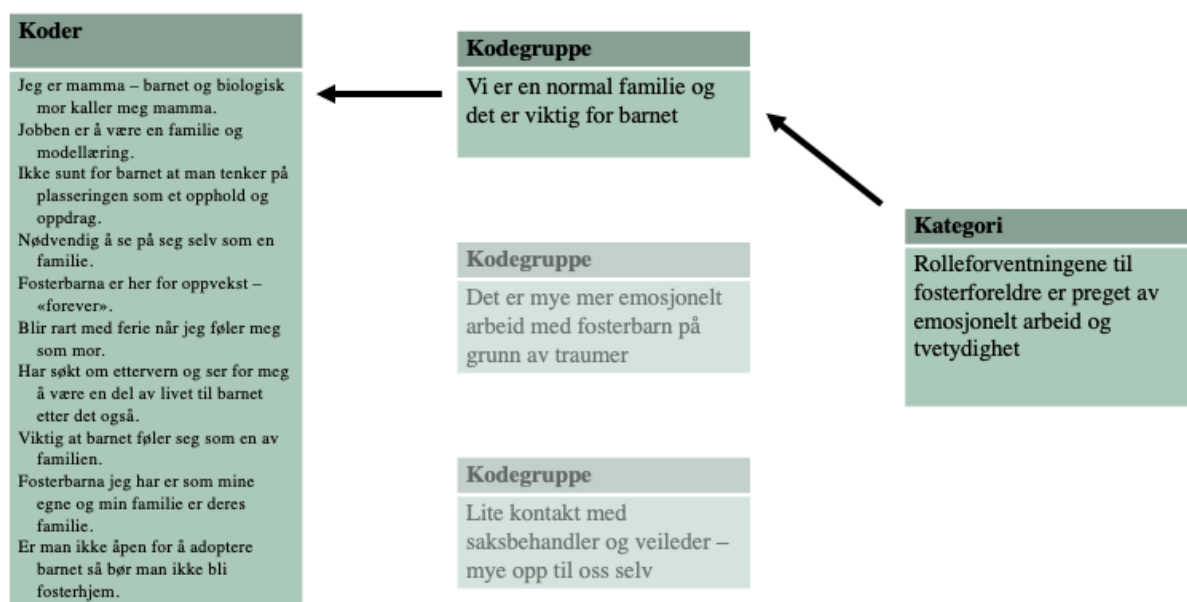 Koder
Jeg er mamma – barnet og biologisk
mor kaller meg mamma.
Jobben er å være en familie og
modellæring.
Ikke sunt for barnet at man tenker på
plasseringen som et opphold og
oppdrag.
Nødvendig å se på seg selv som en
familie.
Fosterbarna er her for oppvekst –
«forever».
Blir rart med ferie når jeg føler meg
som mor.
Har søkt om ettervern og ser for meg
å være en del av livet til barnet
etter det også.
Viktig at barnet føler seg som en av
familien.
Fosterbarna jeg har er som mine
egne og min familie er deres
familie.
Er man ikke åpen for å adoptere
barnet så bør man ikke bli
fosterhjem.
Kodegruppe
Vi er en normal familie og
det er viktig for barnet
Kodegruppe
Det er mye mer emosjonelt
arbeid med fosterbarn på
grunn av traumer
Kodegruppe
Lite kontakt med
saksbehandler og veileder –
mye opp til oss selv
Kategori
Rolleforventningene til
fosterforeldre er preget av
emosjonelt arbeid og
tvetydighet